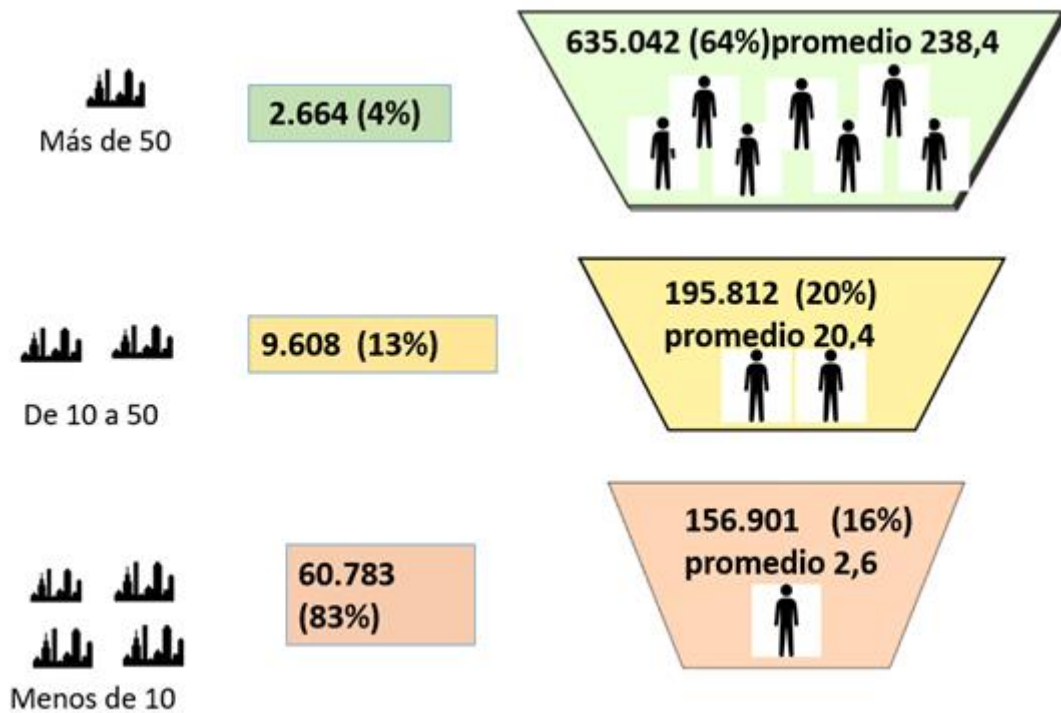 635.042 (64%)promedio 238,4
2.664 (4%)
Más de 50
195.812 (20%)
promedio 20,4
9.608 (13%)
De 10 a 50
156.901 (16%)
promedio 2,6
60.783
(83%)
Menos de 10